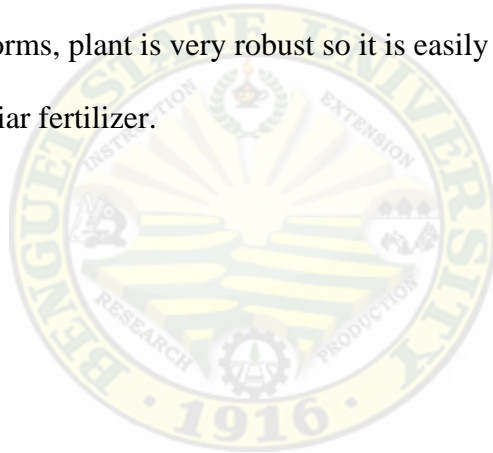 orms, plant is very robust so it is easily
iar fertilizer.
BENGUET STATE UNIVERSITY
INSTRUCTION
EXTENSION
RESEARCH
PRODUCTION
· 1916 ·